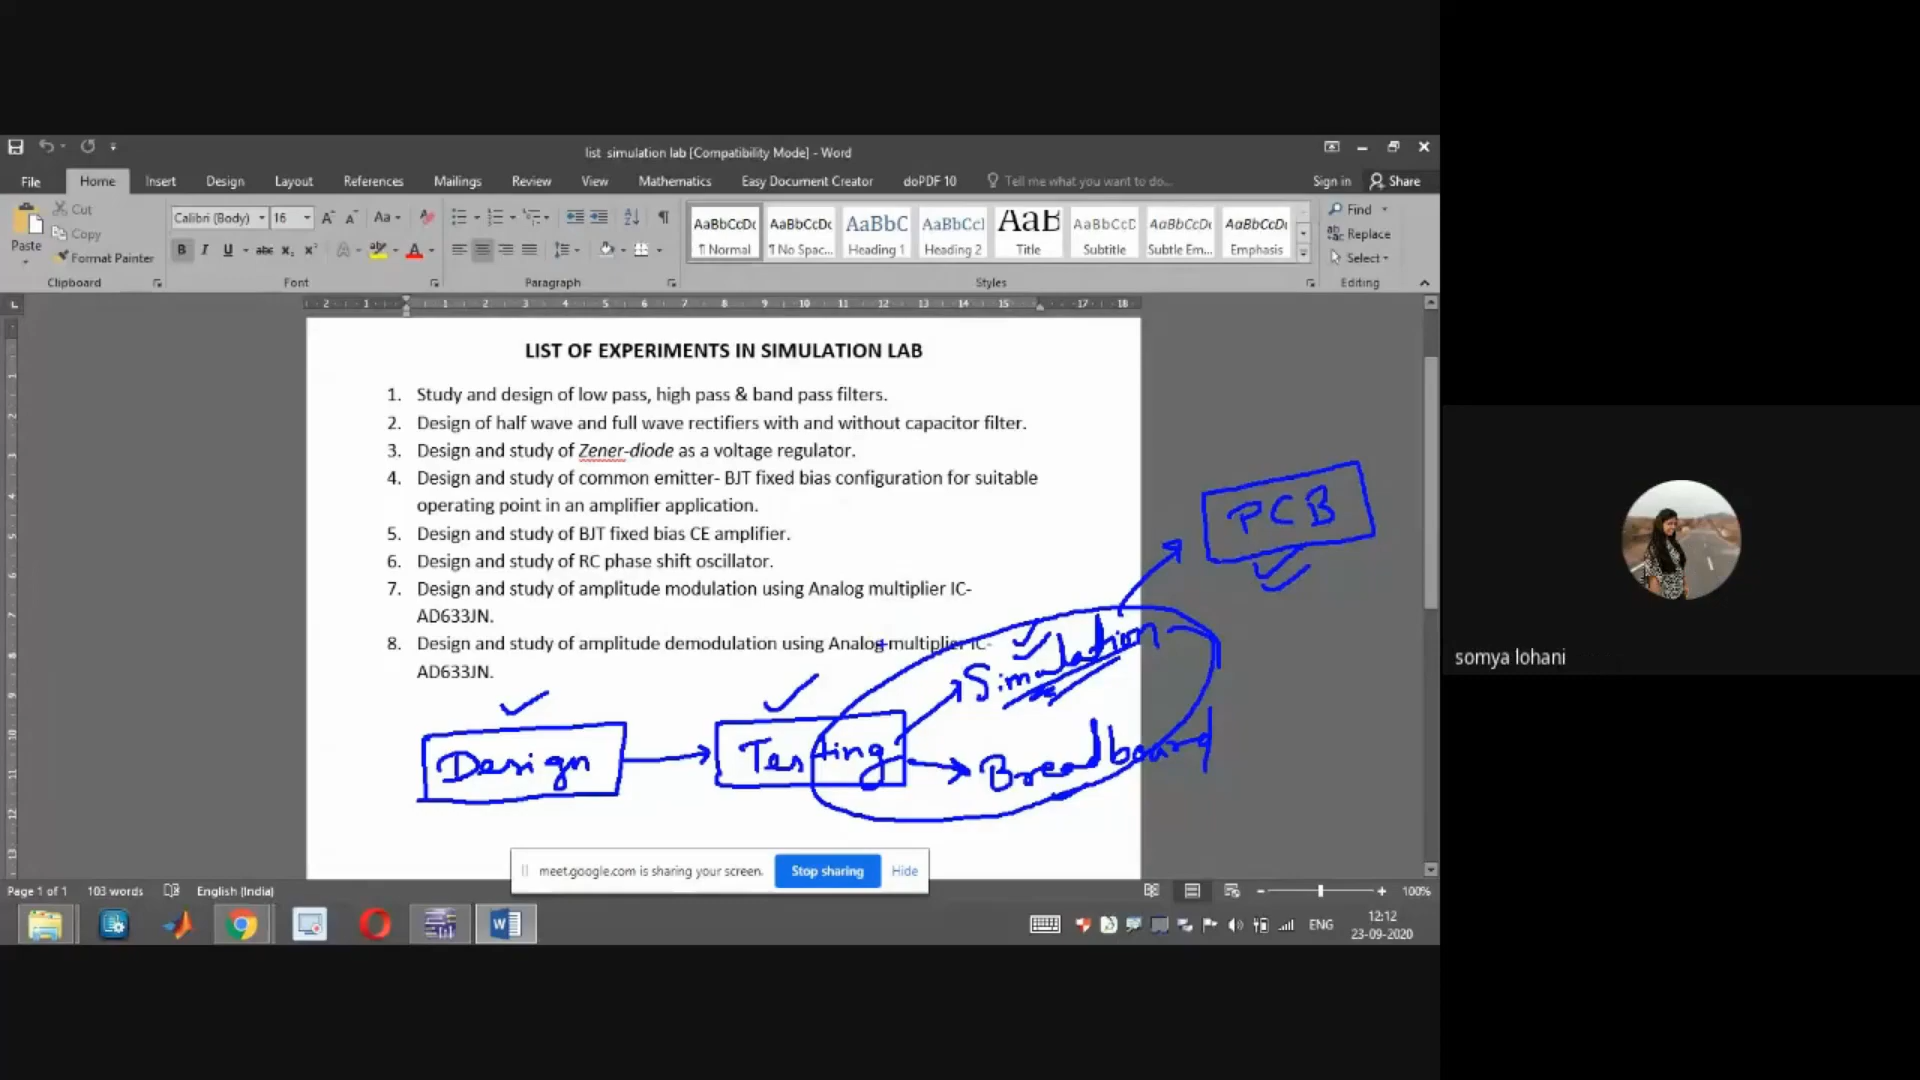 list simulation lab [Compatibility Mode] - Word
File Home Insert Design Layout References Mailings Review View Mathematics Easy Document Creator doPDF 10 Tell me what you want to do... Sign in Share
Cut
Copy
Paste
Format Painter
Calibri (Body) 16
Clipboard Font Paragraph Styles Editing
AaBbCcDc AaBbCcDc AaBbC AaBbCcI AaB AaBbCcD AaBbCcDc AaBbCcDc
¶ Normal ¶ No Spac... Heading 1 Heading 2 Title Subtitle Subtle Em... Emphasis
Find
Replace
Select
LIST OF EXPERIMENTS IN SIMULATION LAB
1. Study and design of low pass, high pass & band pass filters.
2. Design of half wave and full wave rectifiers with and without capacitor filter.
3. Design and study of Zener-diode as a voltage regulator.
4. Design and study of common emitter- BJT fixed bias configuration for suitable
operating point in an amplifier application.
5. Design and study of BJT fixed bias CE amplifier.
6. Design and study of RC phase shift oscillator.
7. Design and study of amplitude modulation using Analog multiplier IC-
AD633JN.
8. Design and study of amplitude demodulation using Analog multiplier IC-
AD633JN.
PCB
Simulation
Design
Testing
Breadboard
somya lohani
meet.google.com is sharing your screen. Stop sharing Hide
Page 1 of 1 103 words English (India) 100%
ENG
12:12
23-09-2020